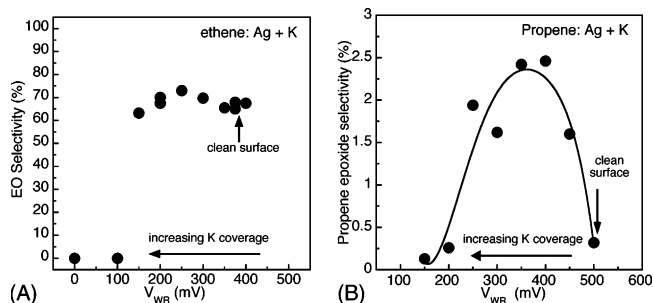 ethene: Ag + K
EO Selectivity (%)
100
90
80
70
60
50
40
30
20
10
0
clean surface
increasing K coverage
0 100 200 300 400 500
V_WR (mV)
(A)
Propene: Ag + K
Propene epoxide selectivity (%)
3
2.5
2
1.5
1
0.5
0
clean
surface
increasing K coverage
100 200 300 400 500 600
V_WR (mV)
(B)